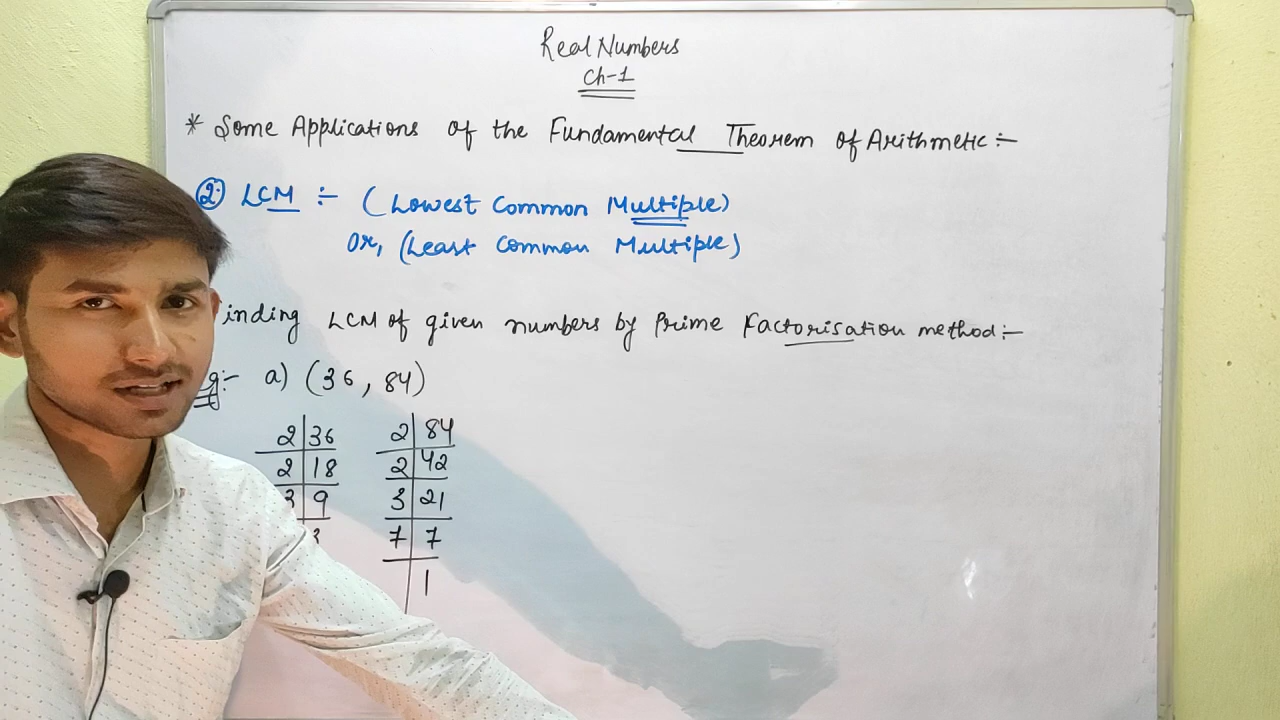 Real Numbers
Ch-1
* Some Applications of the Fundamental Theorem of Arithmetic :-
② LCM :- (Lowest Common Multiple)
Or, (Least Common Multiple)
inding LCM of given numbers by Prime Factorisation method :-
g:- a) (36, 84)
2 36 2 84
2 18 2 42
3 9 3 21
3 7 7
1